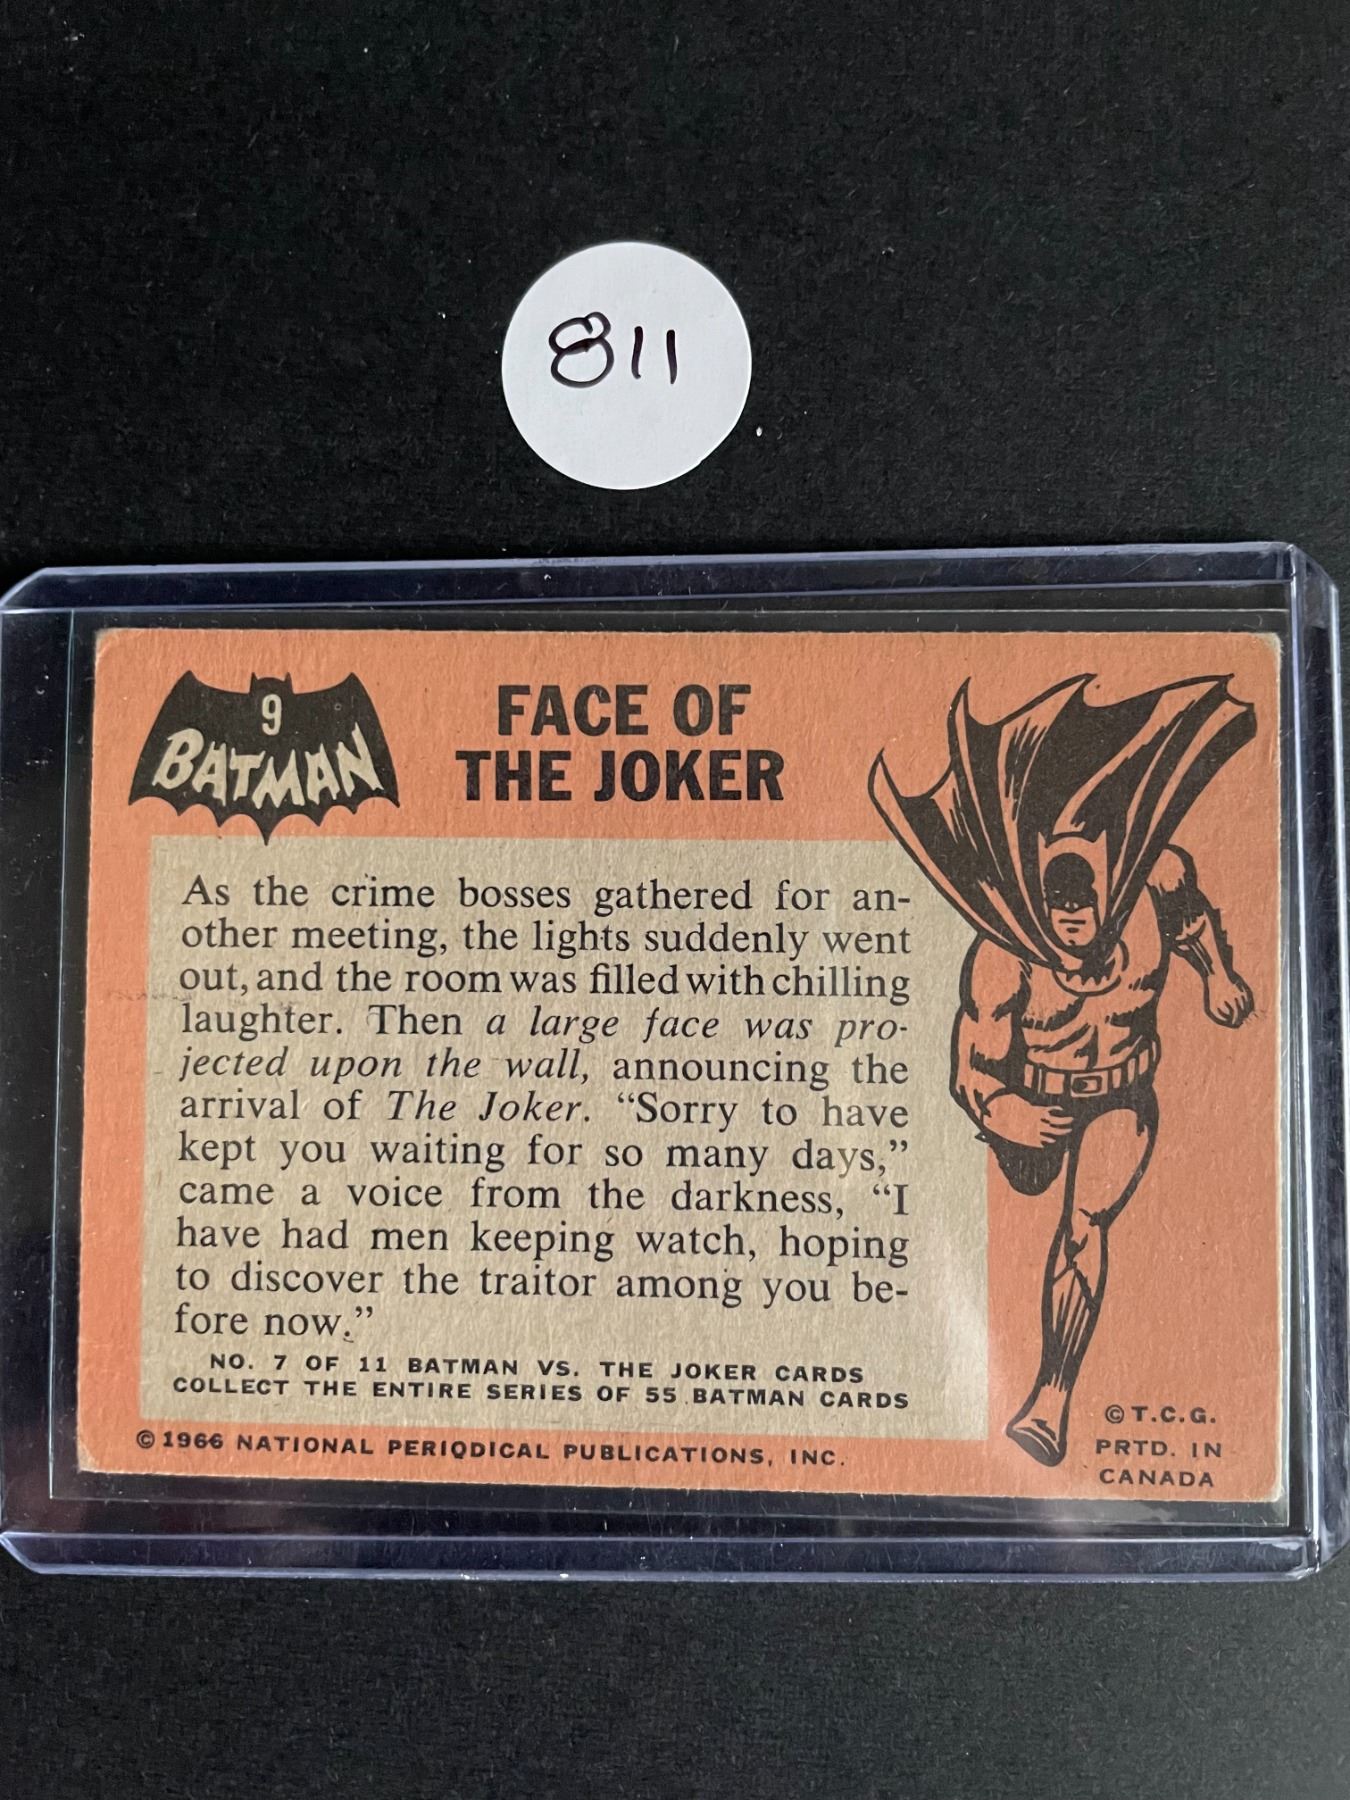 811
9
BATMAN
FACE OF
THE JOKER
As the crime bosses gathered for an-
other meeting, the lights suddenly went
out, and the room was filled with chilling
laughter. Then a large face was pro-
jected upon the wall, announcing the
arrival of The Joker. “Sorry to have
kept you waiting for so many days,”
came a voice from the darkness, “I
have had men keeping watch, hoping
to discover the traitor among you be-
fore now.”
NO. 7 OF 11 BATMAN VS. THE JOKER CARDS
COLLECT THE ENTIRE SERIES OF 55 BATMAN CARDS
© 1966 NATIONAL PERIODICAL PUBLICATIONS, INC.
© T.C.G.
PRTD. IN
CANADA